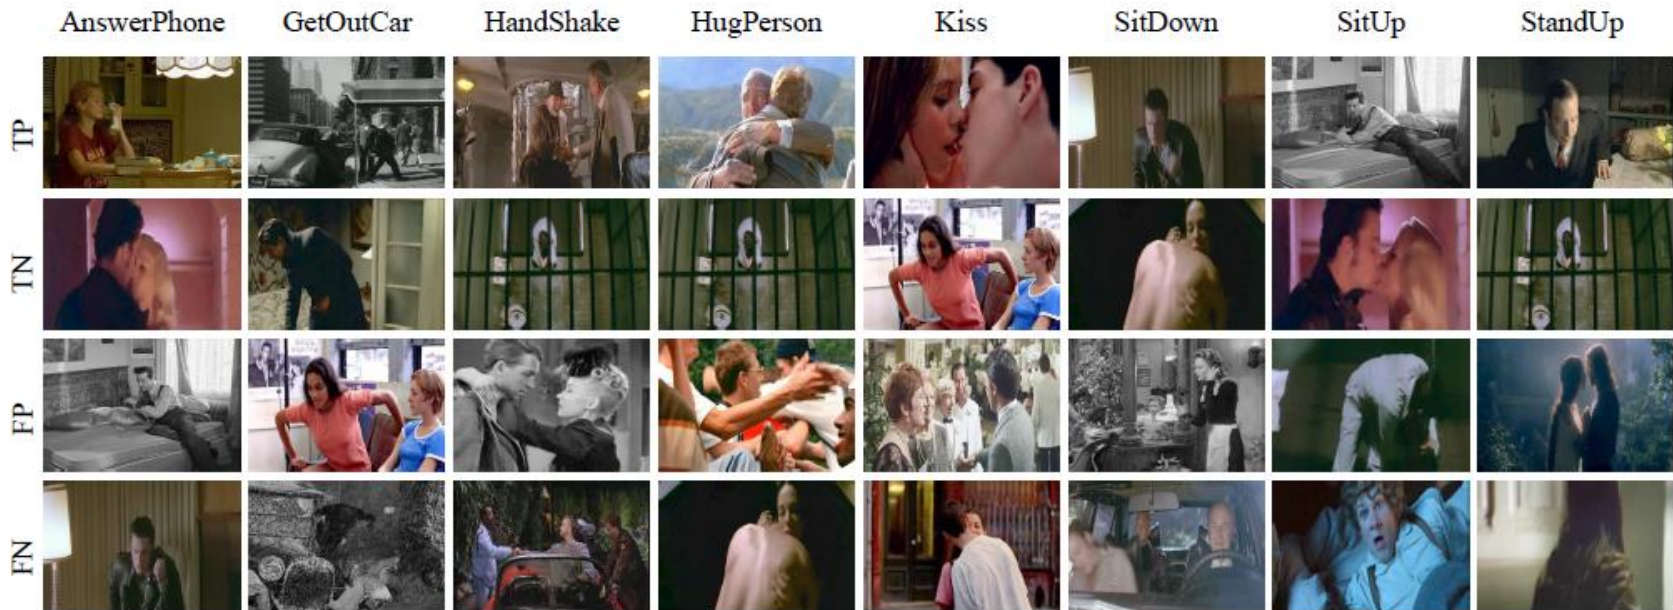 AnswerPhone GetOutCar HandShake HugPerson Kiss SitDown SitUp StandUp
TP
TN
FP
FN